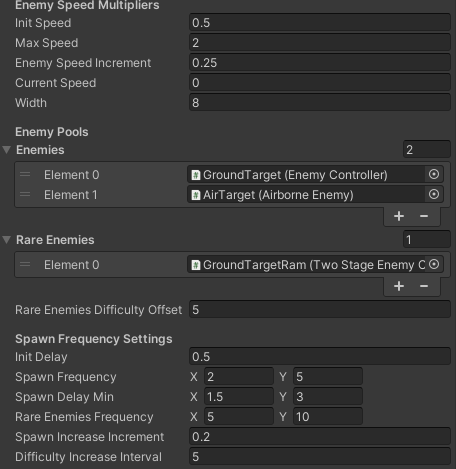 Enemy Speed Multipliers
Init Speed 0.5
Max Speed 2
Enemy Speed Increment 0.25
Current Speed 0
Width 8
Enemy Pools
Enemies 2
Element 0 GroundTarget (Enemy Controller)
Element 1 AirTarget (Airborne Enemy)
+ −
Rare Enemies 1
Element 0 GroundTargetRam (Two Stage Enemy C
+ −
Rare Enemies Difficulty Offset 5
Spawn Frequency Settings
Init Delay 0.5
Spawn Frequency X 2 Y 5
Spawn Delay Min X 1.5 Y 3
Rare Enemies Frequency X 5 Y 10
Spawn Increase Increment 0.2
Difficulty Increase Interval 5